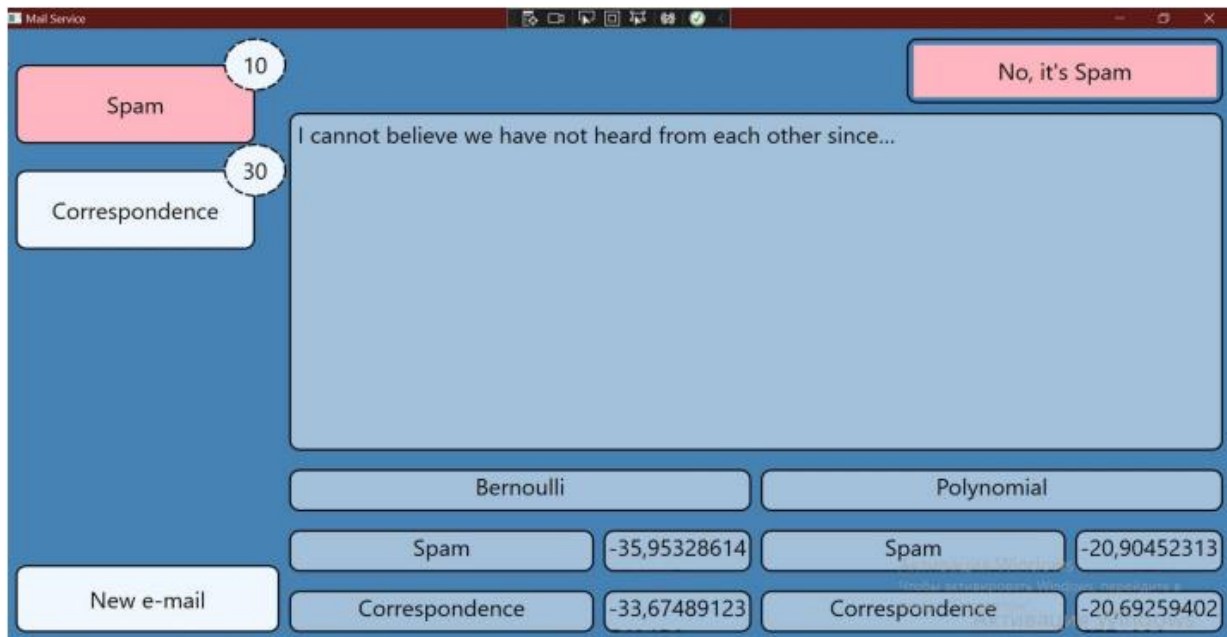 Mail Service
10
Spam
30
Correspondence
New e-mail
No, it's Spam
I cannot believe we have not heard from each other since...
Bernoulli
Polynomial
Spam
-35,95328614
Spam
-20,90452313
Correspondence
-33,67489123
Correspondence
-20,69259402